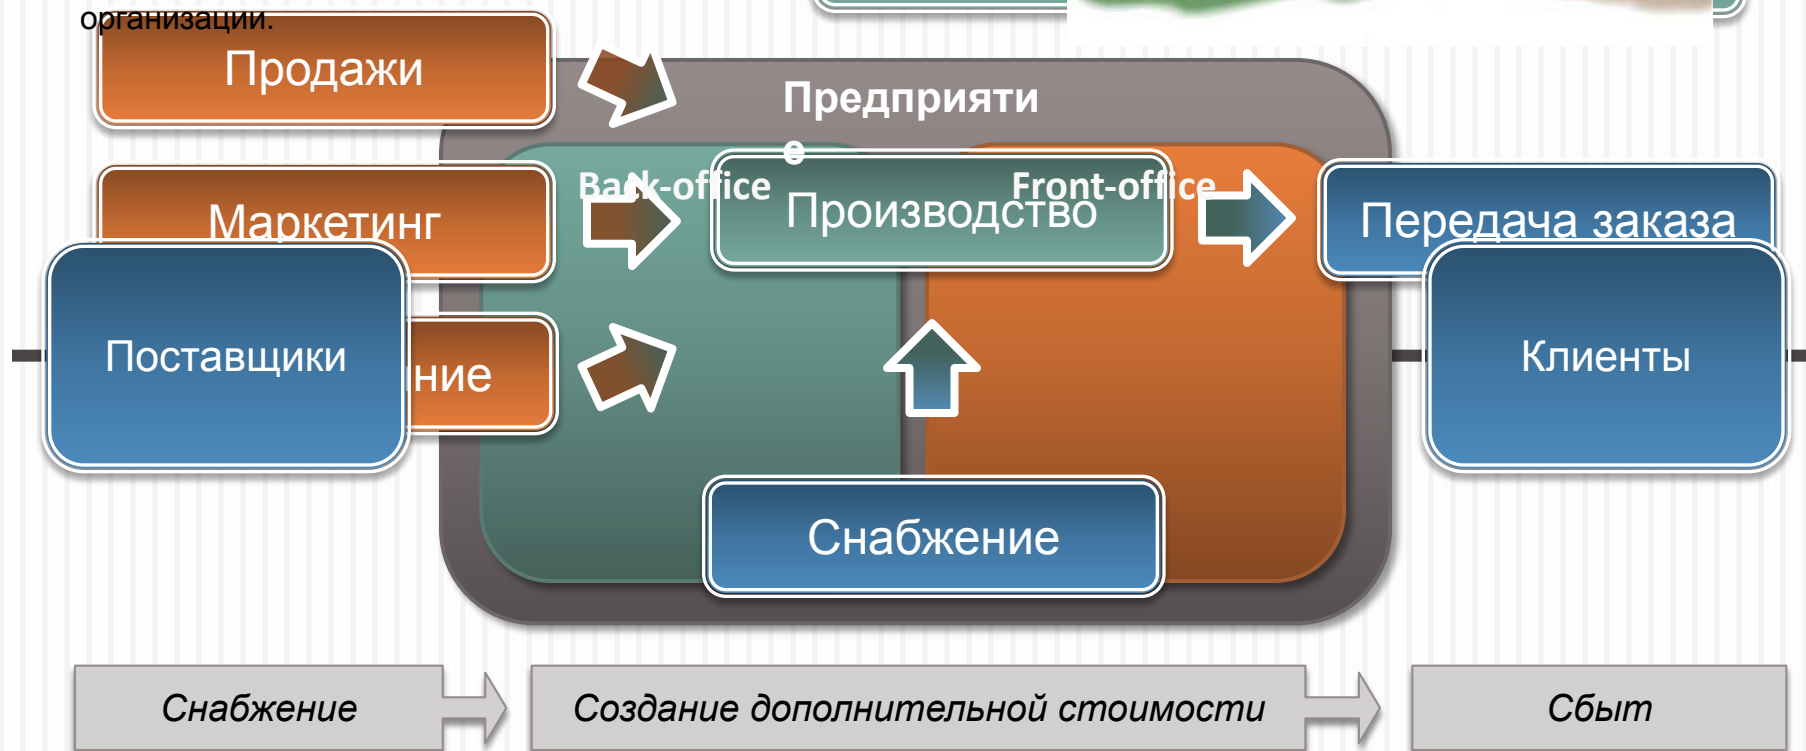 организации.
Продажи
Предприяти
е
Back-office
Front-office
Маркетинг
Производство
Передача заказа
Поставщики
ние
Клиенты
Снабжение
Снабжение
Создание дополнительной стоимости
Сбыт